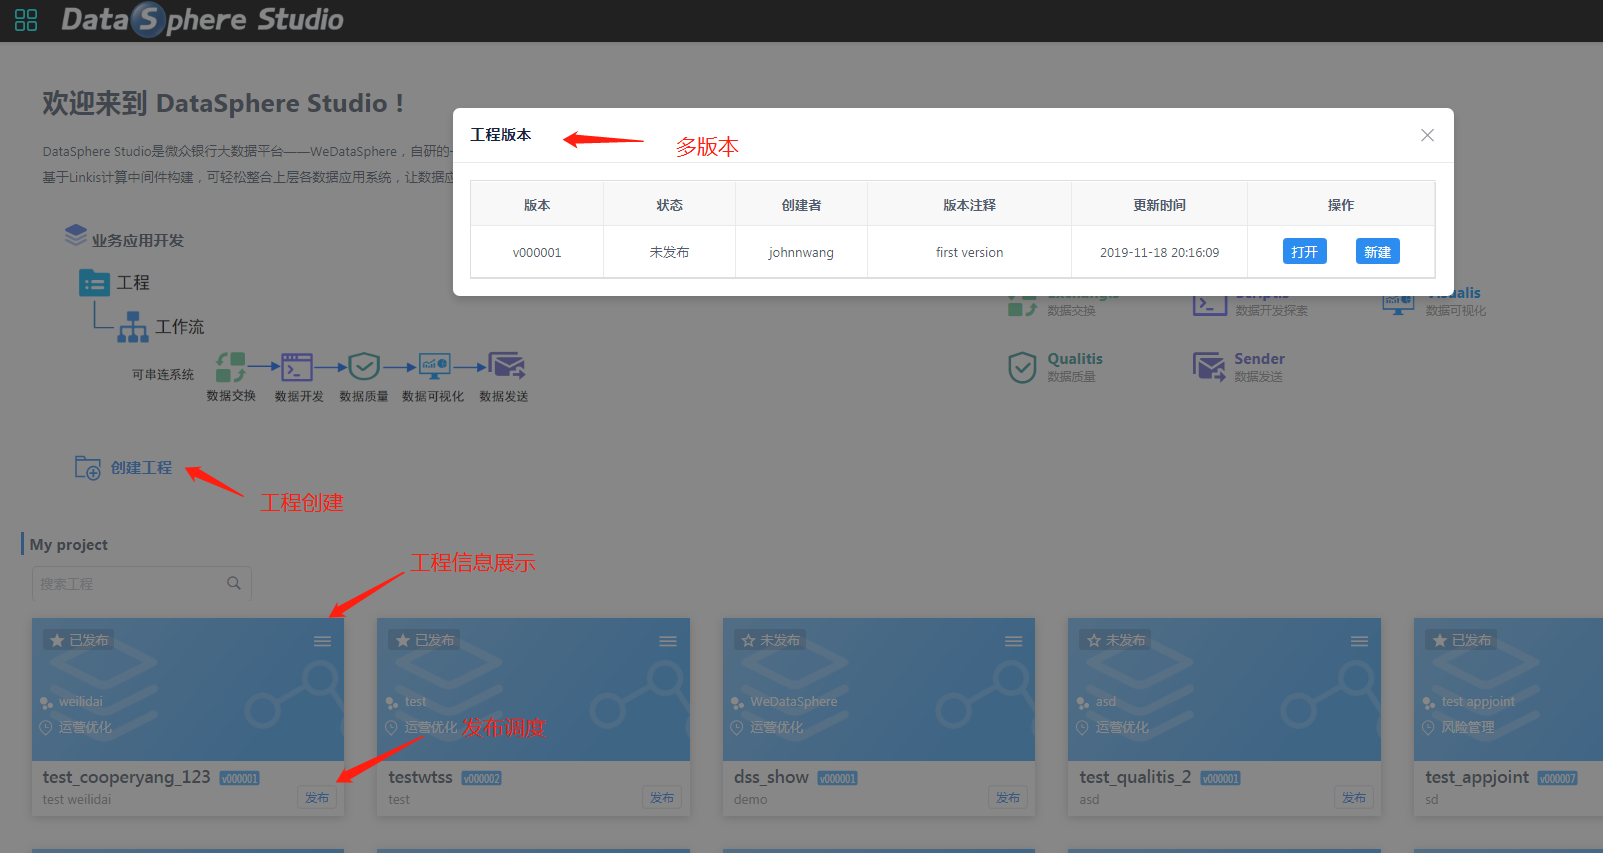 DataSphere Studio
欢迎来到 DataSphere Studio !
DataSphere Studio是微众银行大数据平台——WeDataSphere，自研的一
基于Linkis计算中间件构建，可轻松整合上层各数据应用系统，让数据应
工程版本
多版本
版本 状态 创建者 版本注释 更新时间 操作
v000001 未发布 johnnwang first version 2019-11-18 20:16:09 打开 新建
业务应用开发
工程
工作流
可串连系统
数据交换 数据开发 数据质量 数据可视化 数据发送
Exchangis Scriptis Visualis
数据交换 数据开发探索 数据可视化
Qualitis Sender
数据质量 数据发送
创建工程
工程创建
My project
工程信息展示
搜索工程
已发布 已发布 未发布 未发布 已发布
weilidai test WeDataSphere asd test appjoint
运营优化 运营优化 运营优化 运营优化 风险管理
发布调度
test_cooperyang_123 v000001 testwtss v000002 dss_show v000001 test_qualitis_2 v000001 test_appjoint v000007
test weilidai 发布 test 发布 demo 发布 asd 发布 sd